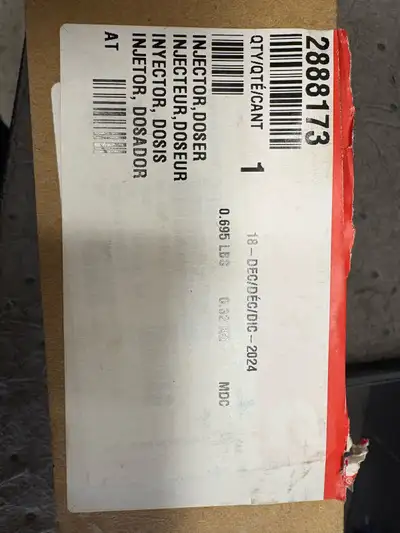 2888173
QTY/QTÉ/CANT 1 18-DEC/DÉC/DIC-2024
0.695 LBS MDC
INJECTOR,DOSER
INJECTEUR,DOSEUR
INYECTOR, DOSIS
INJETOR, DOSADOR
AT